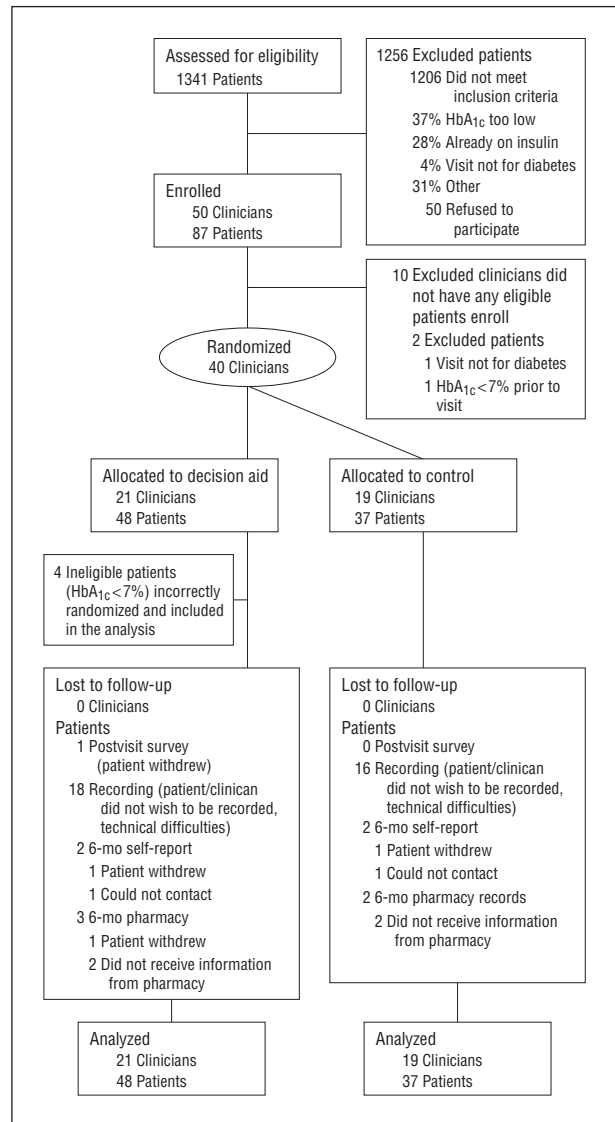 Assessed for eligibility
1341 Patients
1256 Excluded patients
1206 Did not meet
inclusion criteria
37% HbA1c too low
28% Already on insulin
4% Visit not for diabetes
31% Other
50 Refused to
participate
Enrolled
50 Clinicians
87 Patients
10 Excluded clinicians did
not have any eligible
patients enroll
2 Excluded patients
1 Visit not for diabetes
1 HbA1c<7% prior to
visit
Randomized
40 Clinicians
Allocated to decision aid
21 Clinicians
48 Patients
Allocated to control
19 Clinicians
37 Patients
4 Ineligible patients
(HbA1c<7%) incorrectly
randomized and included
in the analysis
Lost to follow-up
0 Clinicians
Patients
1 Postvisit survey
(patient withdrew)
18 Recording (patient/clinican
did not wish to be recorded,
technical difficulties)
2 6-mo self-report
1 Patient withdrew
1 Could not contact
3 6-mo pharmacy
1 Patient withdrew
2 Did not receive information
from pharmacy
Lost to follow-up
0 Clinicians
Patients
0 Postvisit survey
16 Recording (patient/clinican
did not wish to be recorded,
technical difficulties)
2 6-mo self-report
1 Patient withdrew
1 Could not contact
2 6-mo pharmacy records
2 Did not receive information
from pharmacy
Analyzed
21 Clinicians
48 Patients
Analyzed
19 Clinicians
37 Patients